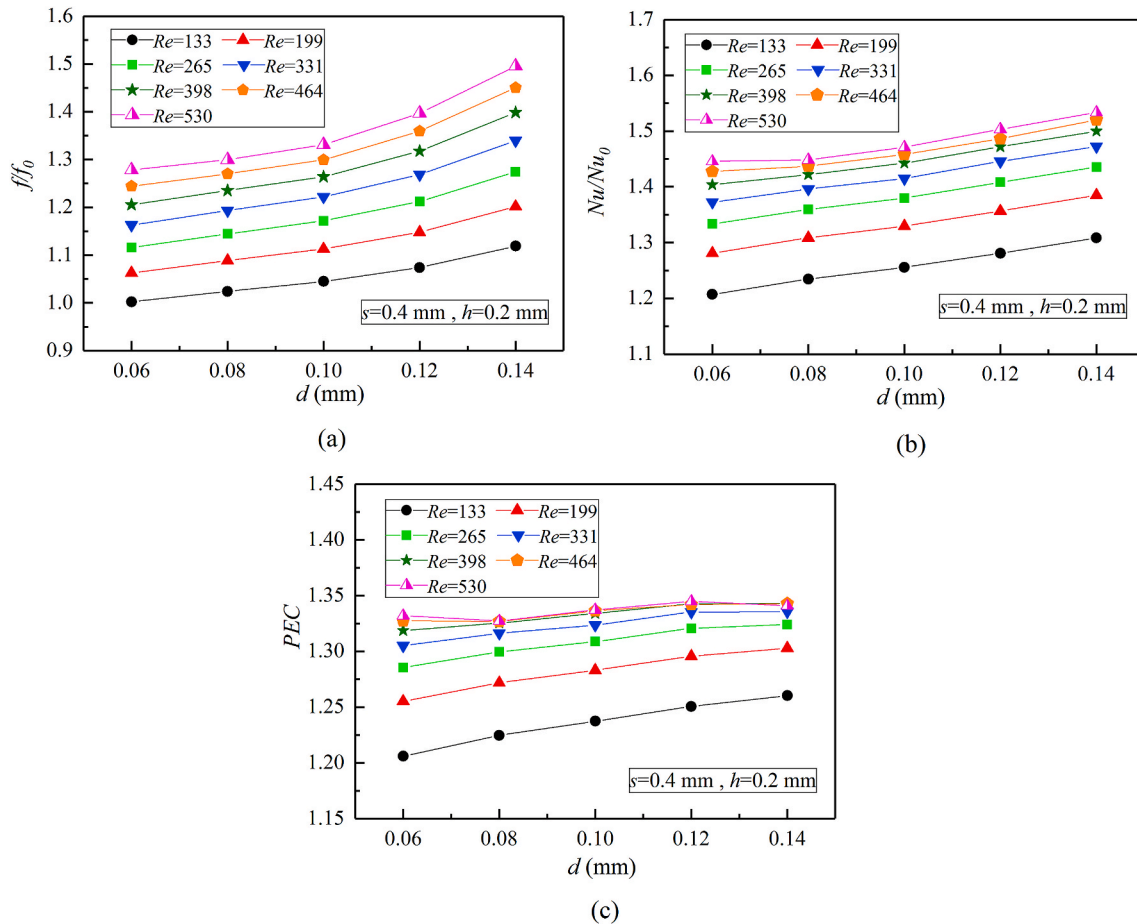 1.6
1.5
1.4
1.3
1.2
1.1
1.0
0.9
f/f0
Re=133 Re=199
Re=265 Re=331
Re=398 Re=464
Re=530
s=0.4 mm , h=0.2 mm
0.06 0.08 0.10 0.12 0.14
d (mm)
(a)
1.7
1.6
1.5
1.4
1.3
1.2
1.1
Nu/Nu0
Re=133 Re=199
Re=265 Re=331
Re=398 Re=464
Re=530
s=0.4 mm , h=0.2 mm
0.06 0.08 0.10 0.12 0.14
d (mm)
(b)
1.45
1.40
1.35
1.30
1.25
1.20
1.15
PEC
Re=133 Re=199
Re=265 Re=331
Re=398 Re=464
Re=530
s=0.4 mm , h=0.2 mm
0.06 0.08 0.10 0.12 0.14
d (mm)
(c)